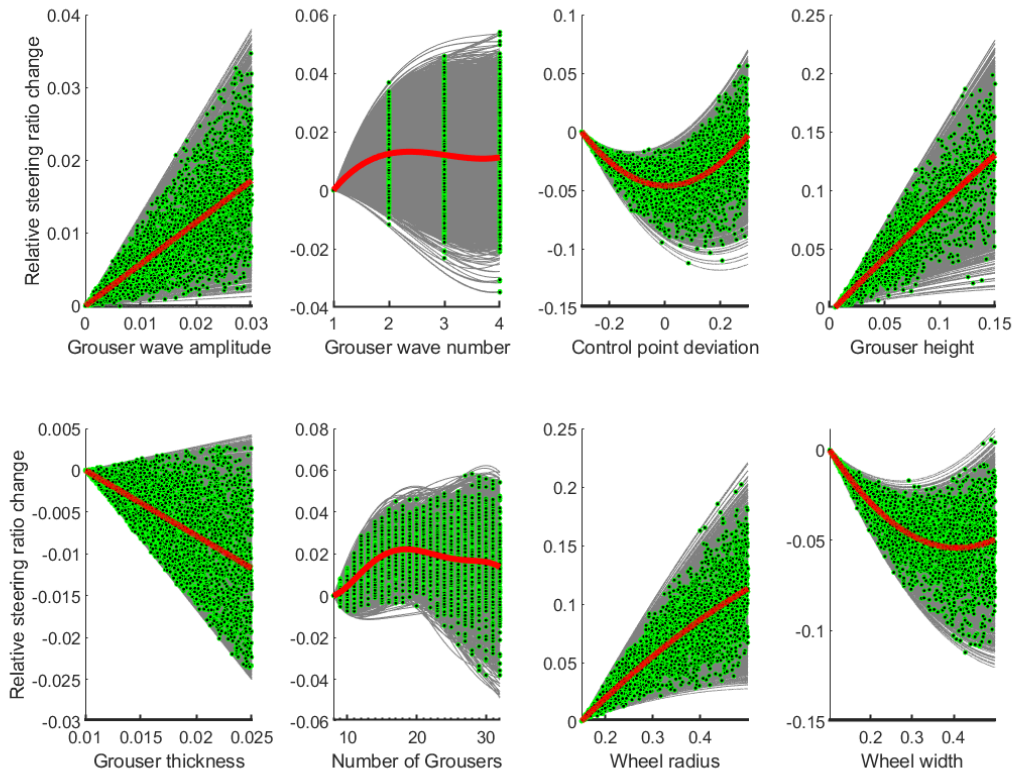 Relative steering ratio change
0.04
0.03
0.02
0.01
0
0 0.01 0.02 0.03
Grouser wave amplitude
0.06
0.04
0.02
0
-0.02
-0.04
1 2 3 4
Grouser wave number
0.1
0.05
0
-0.05
-0.1
-0.15
-0.2 0 0.2
Control point deviation
0.25
0.2
0.15
0.1
0.05
0
0 0.05 0.1 0.15
Grouser height
Relative steering ratio change
0.005
0
-0.005
-0.01
-0.015
-0.02
-0.025
-0.03
0.01 0.015 0.02 0.025
Grouser thickness
0.08
0.06
0.04
0.02
0
-0.02
-0.04
-0.06
10 20 30
Number of Grousers
0.25
0.2
0.15
0.1
0.05
0
0.2 0.3 0.4
Wheel radius
0
-0.05
-0.1
-0.15
0.2 0.3 0.4
Wheel width